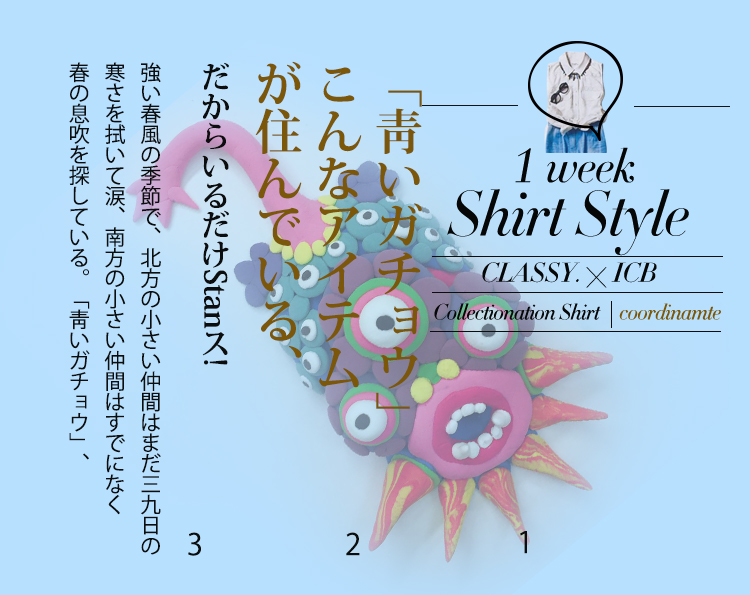 「青いガチョウ」
こんなアイテム
が住んでいる、
だからいるだけStanス!
強い春風の季節で、北方の小さい仲間はまだ三九日の
寒さを拭いて涙、南方の小さい仲間はすでになく
春の息吹を探している。「青いガチョウ」、
1 week
Shirt Style
CLASSY.×ICB
Collectionation Shirt | coordinamte
3
2
1